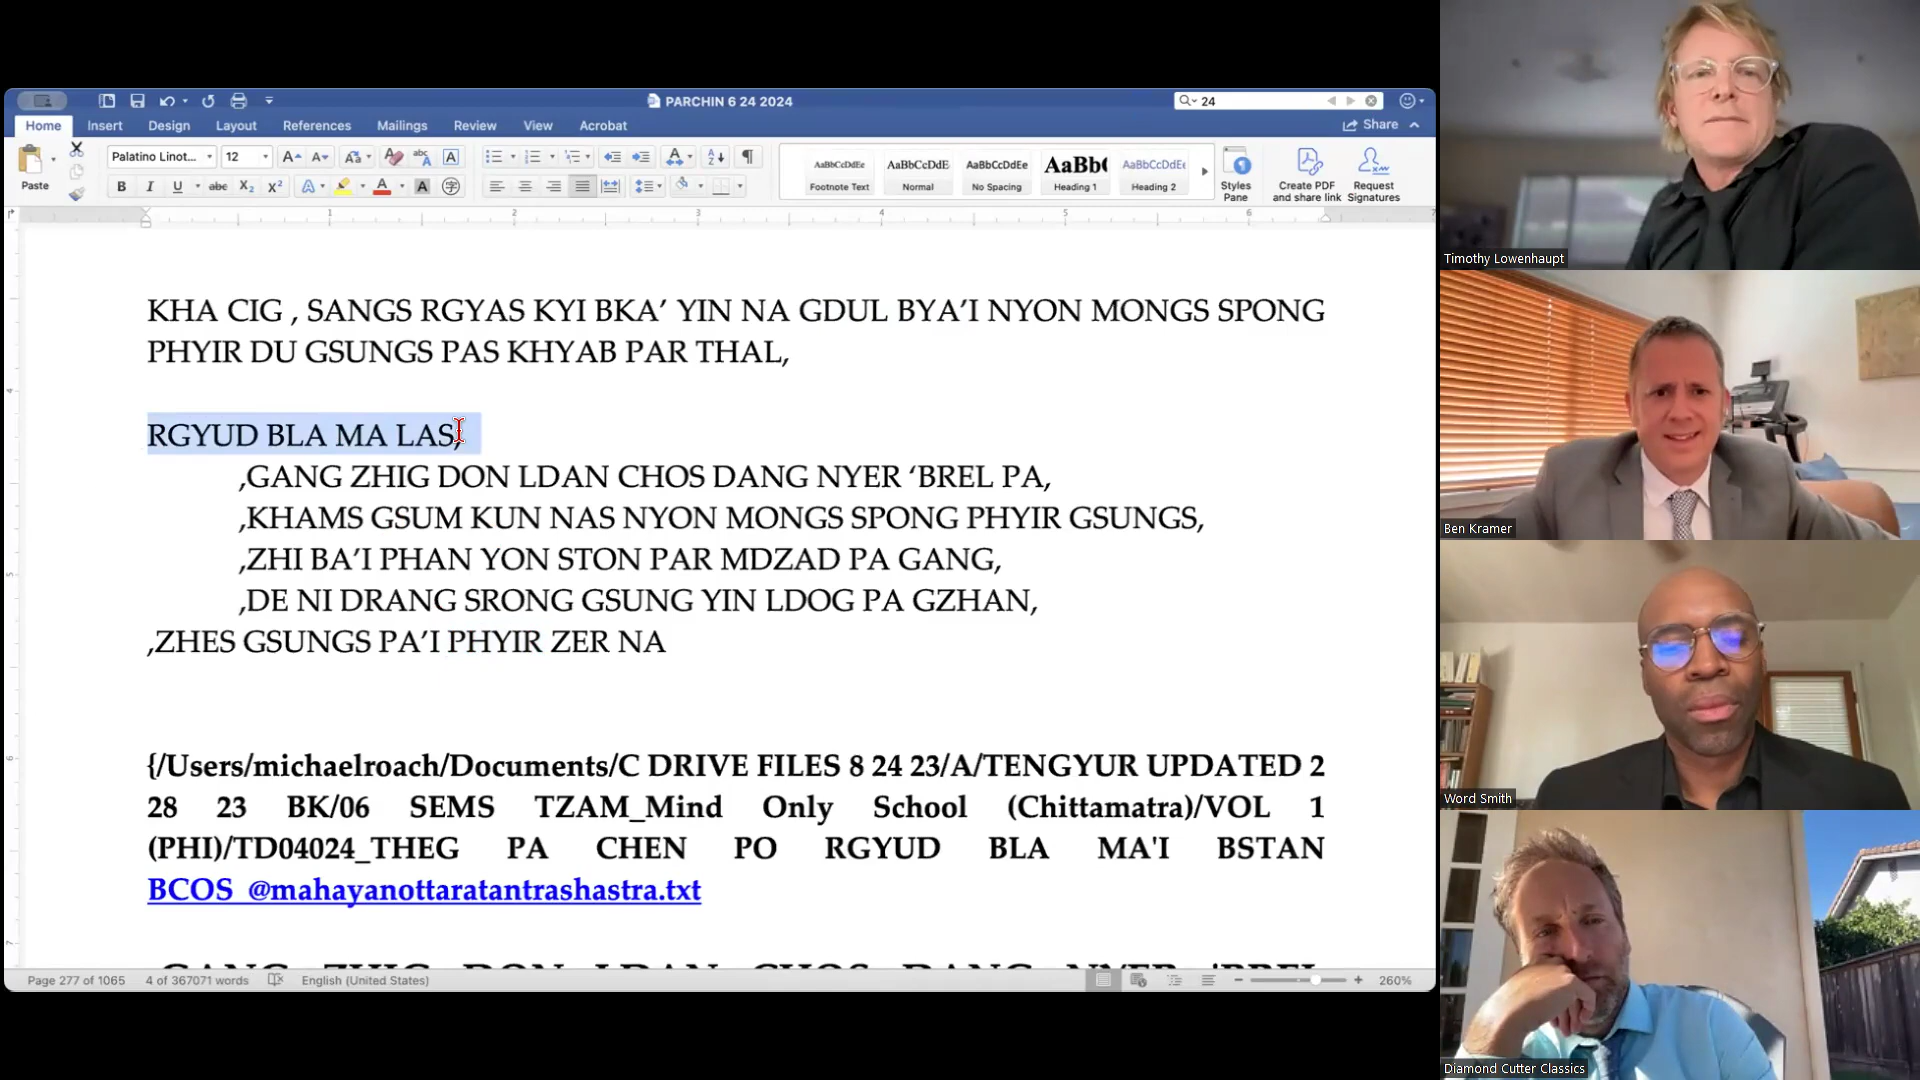 PARCHIN 6 24 2024
24
Home Insert Design Layout References Mailings Review View Acrobat
Share
Palatino Linot... 12
Paste
AaBbCcDdEe AaBbCcDdE AaBbCcDdEe AaBb( AaBbCcDdEe
Footnote Text Normal No Spacing Heading 1 Heading 2
Styles Pane
Create PDF and share link
Request Signatures
KHA CIG , SANGS RGYAS KYI BKA’ YIN NA GDUL BYA’I NYON MONGS SPONG
PHYIR DU GSUNGS PAS KHYAB PAR THAL,
RGYUD BLA MA LAS,
,GANG ZHIG DON LDAN CHOS DANG NYER ‘BREL PA,
,KHAMS GSUM KUN NAS NYON MONGS SPONG PHYIR GSUNGS,
,ZHI BA’I PHAN YON STON PAR MDZAD PA GANG,
,DE NI DRANG SRONG GSUNG YIN LDOG PA GZHAN,
,ZHES GSUNGS PA’I PHYIR ZER NA
{/Users/michaelroach/Documents/C DRIVE FILES 8 24 23/A/TENGYUR UPDATED 2
28 23 BK/06 SEMS TZAM_Mind Only School (Chittamatra)/VOL 1
(PHI)/TD04024_THEG PA CHEN PO RGYUD BLA MA'I BSTAN
BCOS_@mahayanottaratantrashastra.txt
Page 277 of 1065 4 of 367071 words English (United States) 260%
Timothy Lowenhaupt
Ben Kramer
Word Smith
Diamond Cutter Classics